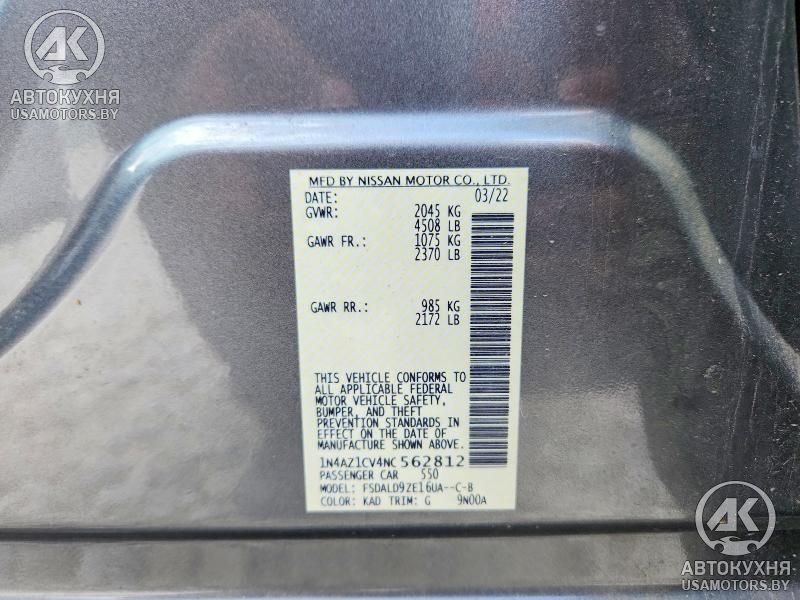 АК
АВТОКУХНЯ
USAMOTORS.BY
MFD BY NISSAN MOTOR CO., LTD.
DATE: 03/22
GVWR: 2045 KG
4508 LB
GAWR FR.: 1075 KG
2370 LB
GAWR RR.: 985 KG
2172 LB
THIS VEHICLE CONFORMS TO
ALL APPLICABLE FEDERAL
MOTOR VEHICLE SAFETY,
BUMPER, AND THEFT
PREVENTION STANDARDS IN
EFFECT ON THE DATE OF
MANUFACTURE SHOWN ABOVE.
1N4AZ1CV4NC562812
PASSENGER CAR 550
MODEL: FSDALD9ZE16UA--C-B
COLOR: KAD TRIM: G 9N00A
АК
АВТОКУХНЯ
USAMOTORS.BY